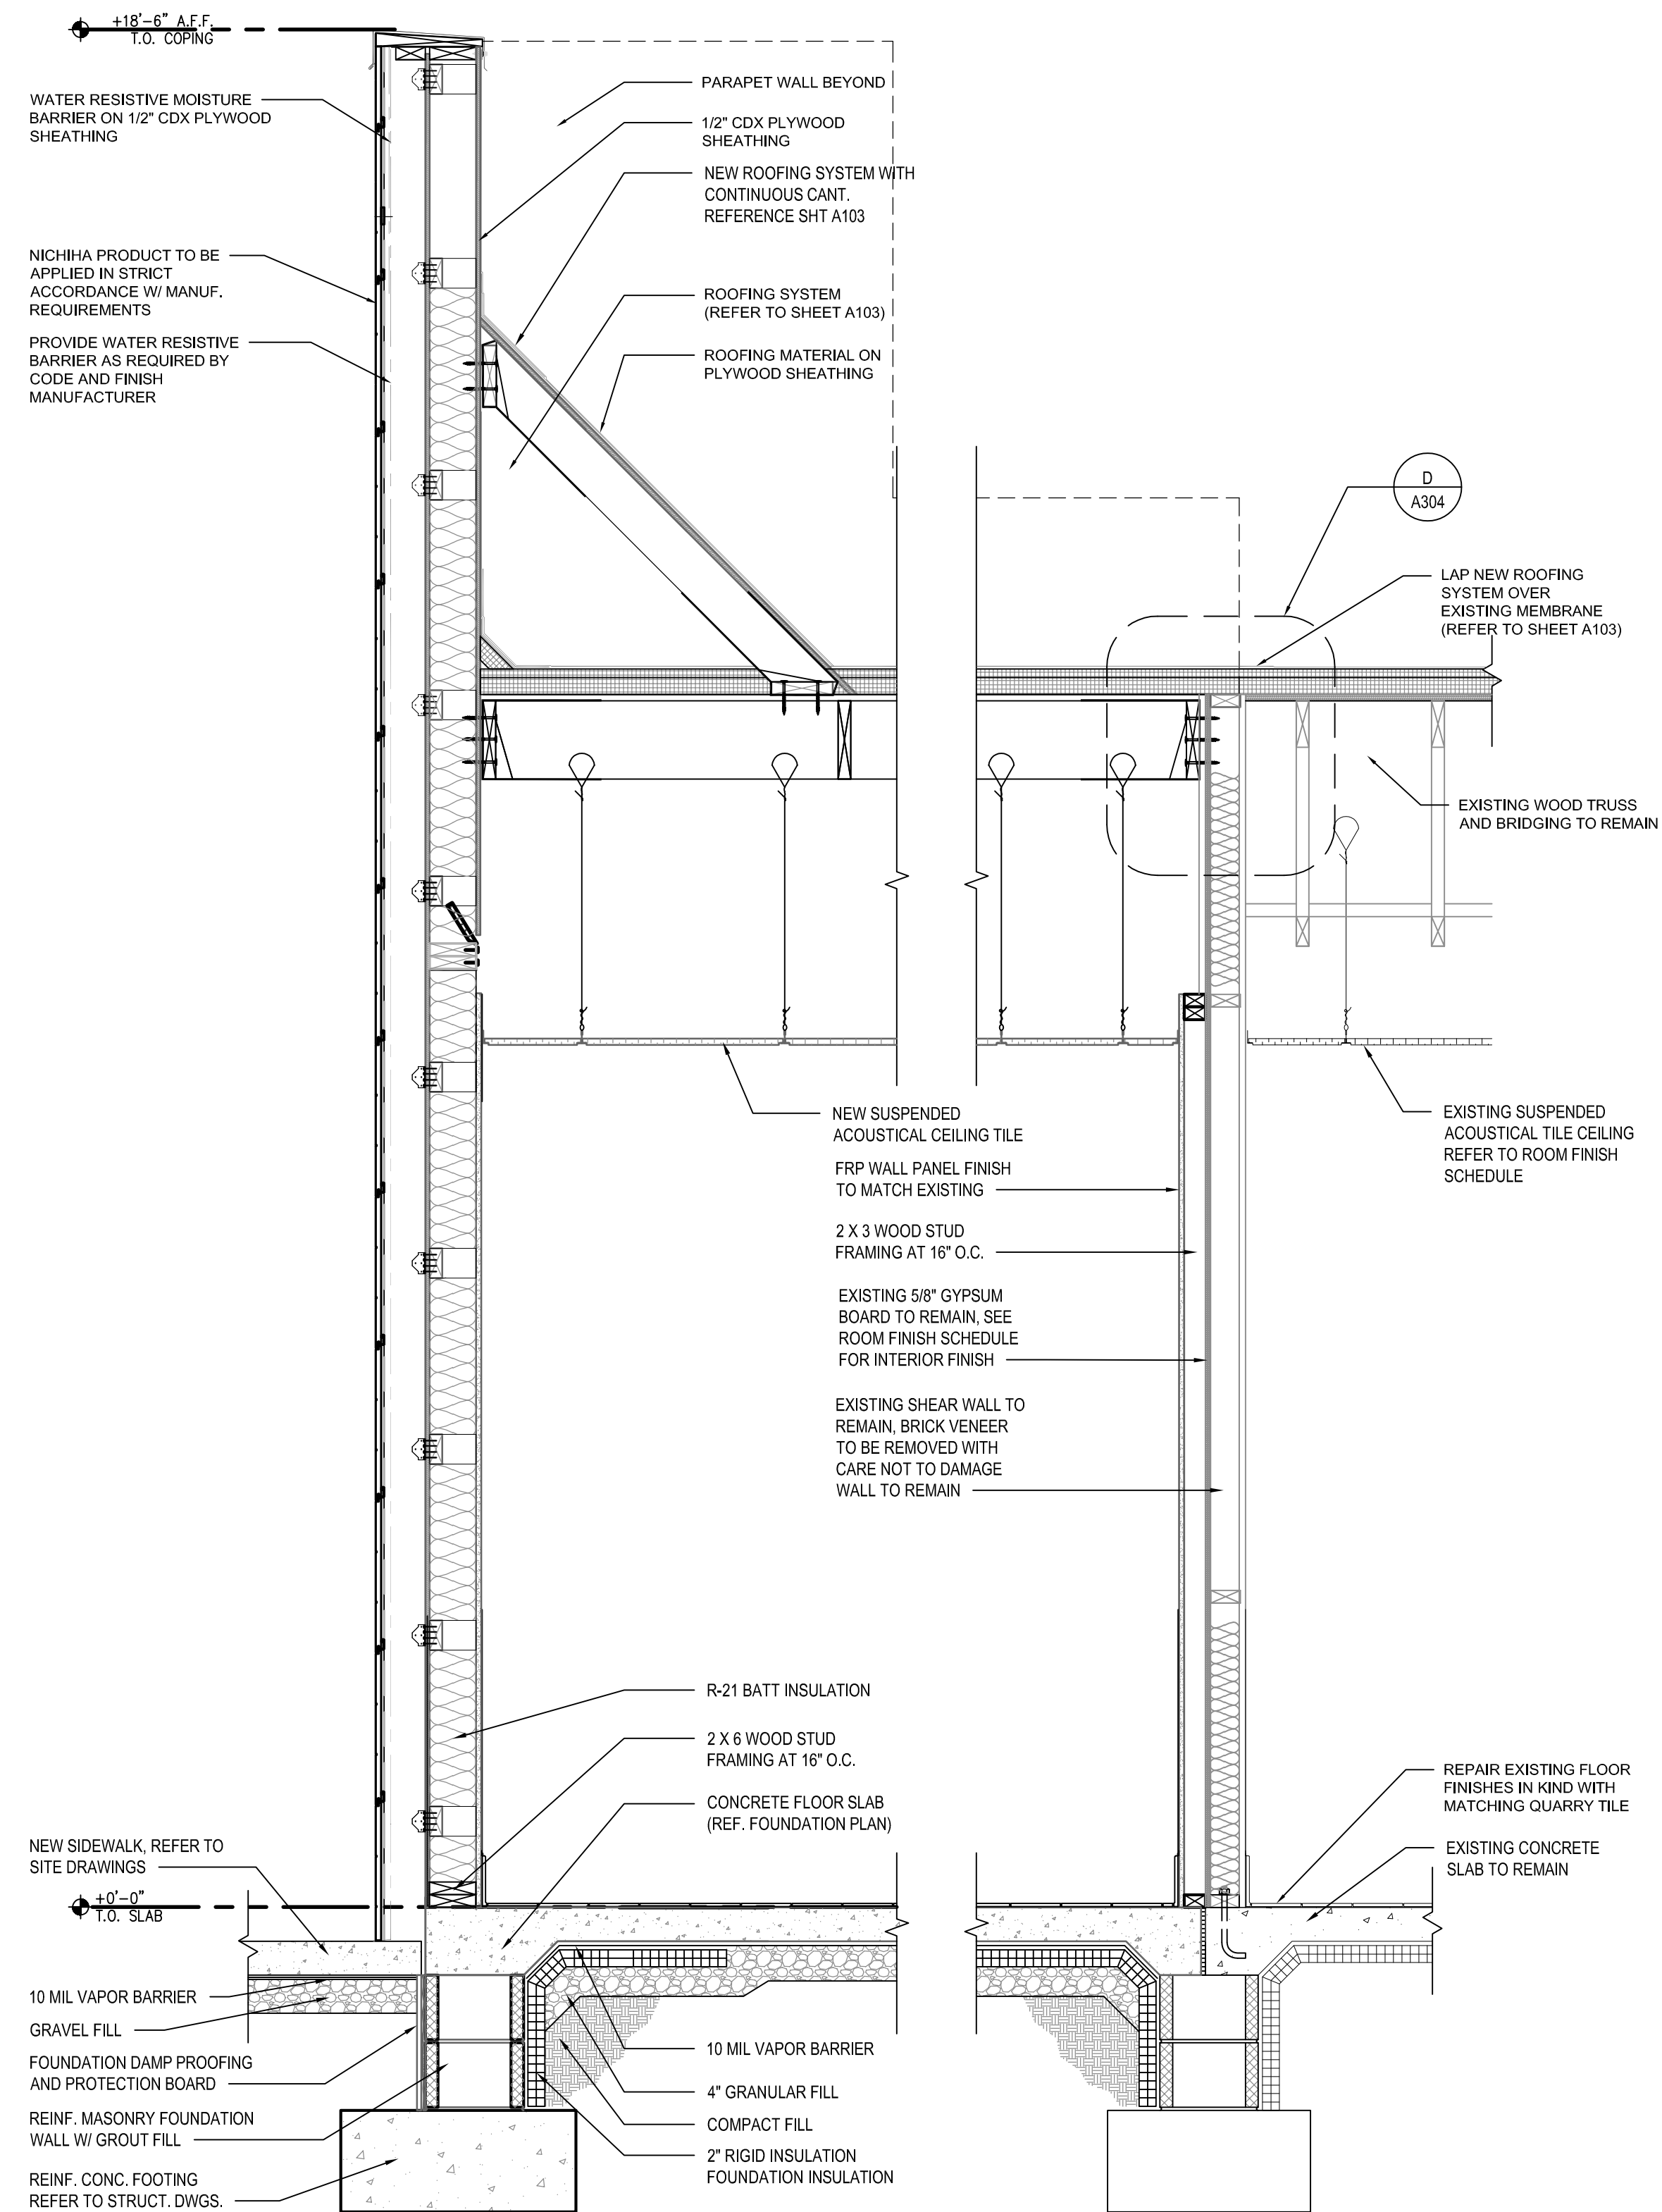 +18'-6" A.F.F.
T.O. COPING
WATER RESISTIVE MOISTURE
BARRIER ON 1/2" CDX PLYWOOD
SHEATHING
NICHIHA PRODUCT TO BE
APPLIED IN STRICT
ACCORDANCE W/ MANUF.
REQUIREMENTS
PROVIDE WATER RESISTIVE
BARRIER AS REQUIRED BY
CODE AND FINISH
MANUFACTURER
PARAPET WALL BEYOND
1/2" CDX PLYWOOD
SHEATHING
NEW ROOFING SYSTEM WITH
CONTINUOUS CANT.
REFERENCE SHT A103
ROOFING SYSTEM
(REFER TO SHEET A103)
ROOFING MATERIAL ON
PLYWOOD SHEATHING
D
A304
LAP NEW ROOFING
SYSTEM OVER
EXISTING MEMBRANE
(REFER TO SHEET A103)
EXISTING WOOD TRUSS
AND BRIDGING TO REMAIN
NEW SUSPENDED
ACOUSTICAL CEILING TILE
FRP WALL PANEL FINISH
TO MATCH EXISTING
2 X 3 WOOD STUD
FRAMING AT 16" O.C.
EXISTING 5/8" GYPSUM
BOARD TO REMAIN, SEE
ROOM FINISH SCHEDULE
FOR INTERIOR FINISH
EXISTING SHEAR WALL TO
REMAIN, BRICK VENEER
TO BE REMOVED WITH
CARE NOT TO DAMAGE
WALL TO REMAIN
EXISTING SUSPENDED
ACOUSTICAL TILE CEILING
REFER TO ROOM FINISH
SCHEDULE
R-21 BATT INSULATION
2 X 6 WOOD STUD
FRAMING AT 16" O.C.
CONCRETE FLOOR SLAB
(REF. FOUNDATION PLAN)
REPAIR EXISTING FLOOR
FINISHES IN KIND WITH
MATCHING QUARRY TILE
EXISTING CONCRETE
SLAB TO REMAIN
NEW SIDEWALK, REFER TO
SITE DRAWINGS
+0'-0"
T.O. SLAB
10 MIL VAPOR BARRIER
GRAVEL FILL
FOUNDATION DAMP PROOFING
AND PROTECTION BOARD
REINF. MASONRY FOUNDATION
WALL W/ GROUT FILL
REINF. CONC. FOOTING
REFER TO STRUCT. DWGS.
10 MIL VAPOR BARRIER
4" GRANULAR FILL
COMPACT FILL
2" RIGID INSULATION
FOUNDATION INSULATION